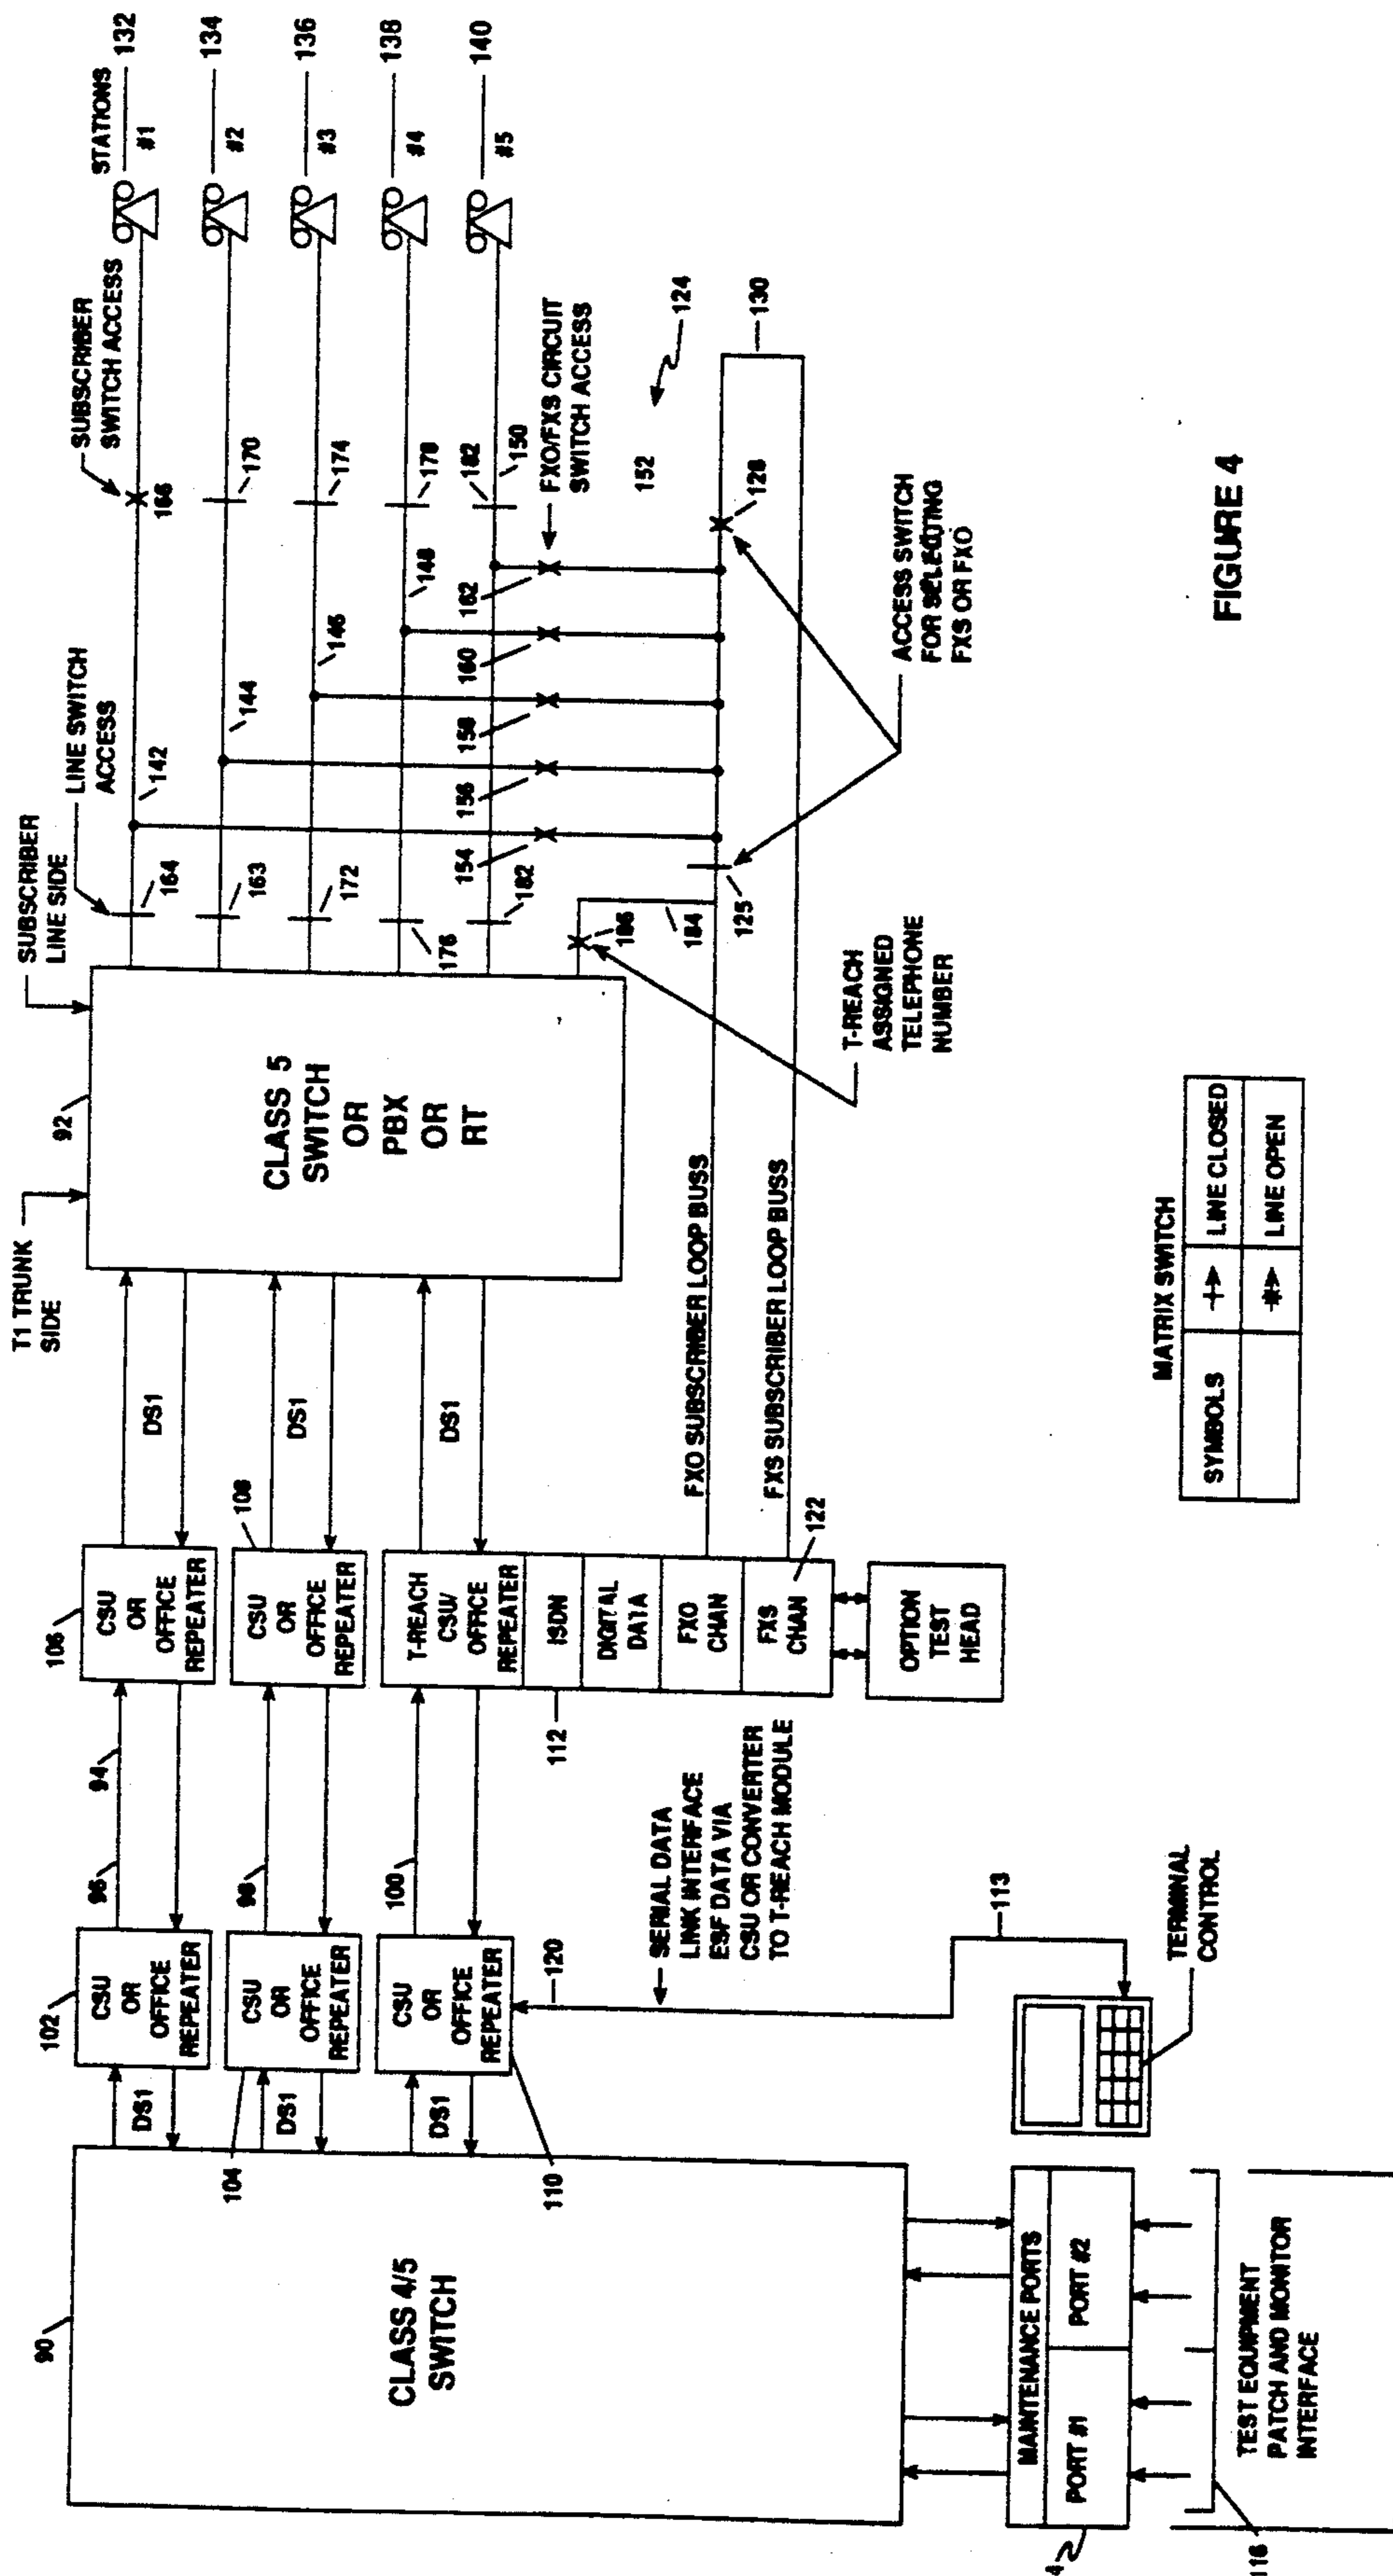 T1 TRUNK
SIDE
92
SUBSCRIBER
LINE SIDE
LINE SWITCH
ACCESS
SUBSCRIBER
SWITCH ACCESS
STATIONS
#1
132
#2
134
#3
136
#4
138
#5
140
90
CLASS 4/5
SWITCH
DS1
DS1
DS1
102
CSU
OR
OFFICE
REPEATER
104
CSU
OR
OFFICE
REPEATER
110
CSU
OR
OFFICE
REPEATER
96
94
98
100
106
CSU
OR
OFFICE
REPEATER
108
CSU
OR
OFFICE
REPEATER
T-REACH
CSU/
OFFICE
REPEATER
ISDN
DIGITAL
DATA
FXO
CHAN
FXS
CHAN
112
122
OPTION
TEST
HEAD
DS1
DS1
DS1
CLASS 5
SWITCH
OR
PBX
OR
RT
164
142
166
163
144
170
172
146
174
176
148
178
182
182
150
154
156
158
160
162
FXO/FXS CIRCUIT
SWITCH ACCESS
152
124
186
184
125
128
130
FXO SUBSCRIBER LOOP BUSS
FXS SUBSCRIBER LOOP BUSS
T-REACH
ASSIGNED
TELEPHONE
NUMBER
ACCESS SWITCH
FOR SELECTING
FXS OR FXO
120
SERIAL DATA
LINK INTERFACE
ESF DATA VIA
CSU OR CONVERTER
TO T-REACH MODULE
113
TERMINAL
CONTROL
MAINTENANCE PORTS
PORT #1
PORT #2
4
116
TEST EQUIPMENT
PATCH AND MONITOR
INTERFACE
MATRIX SWITCH
SYMBOLS
LINE CLOSED
LINE OPEN
FIGURE 4